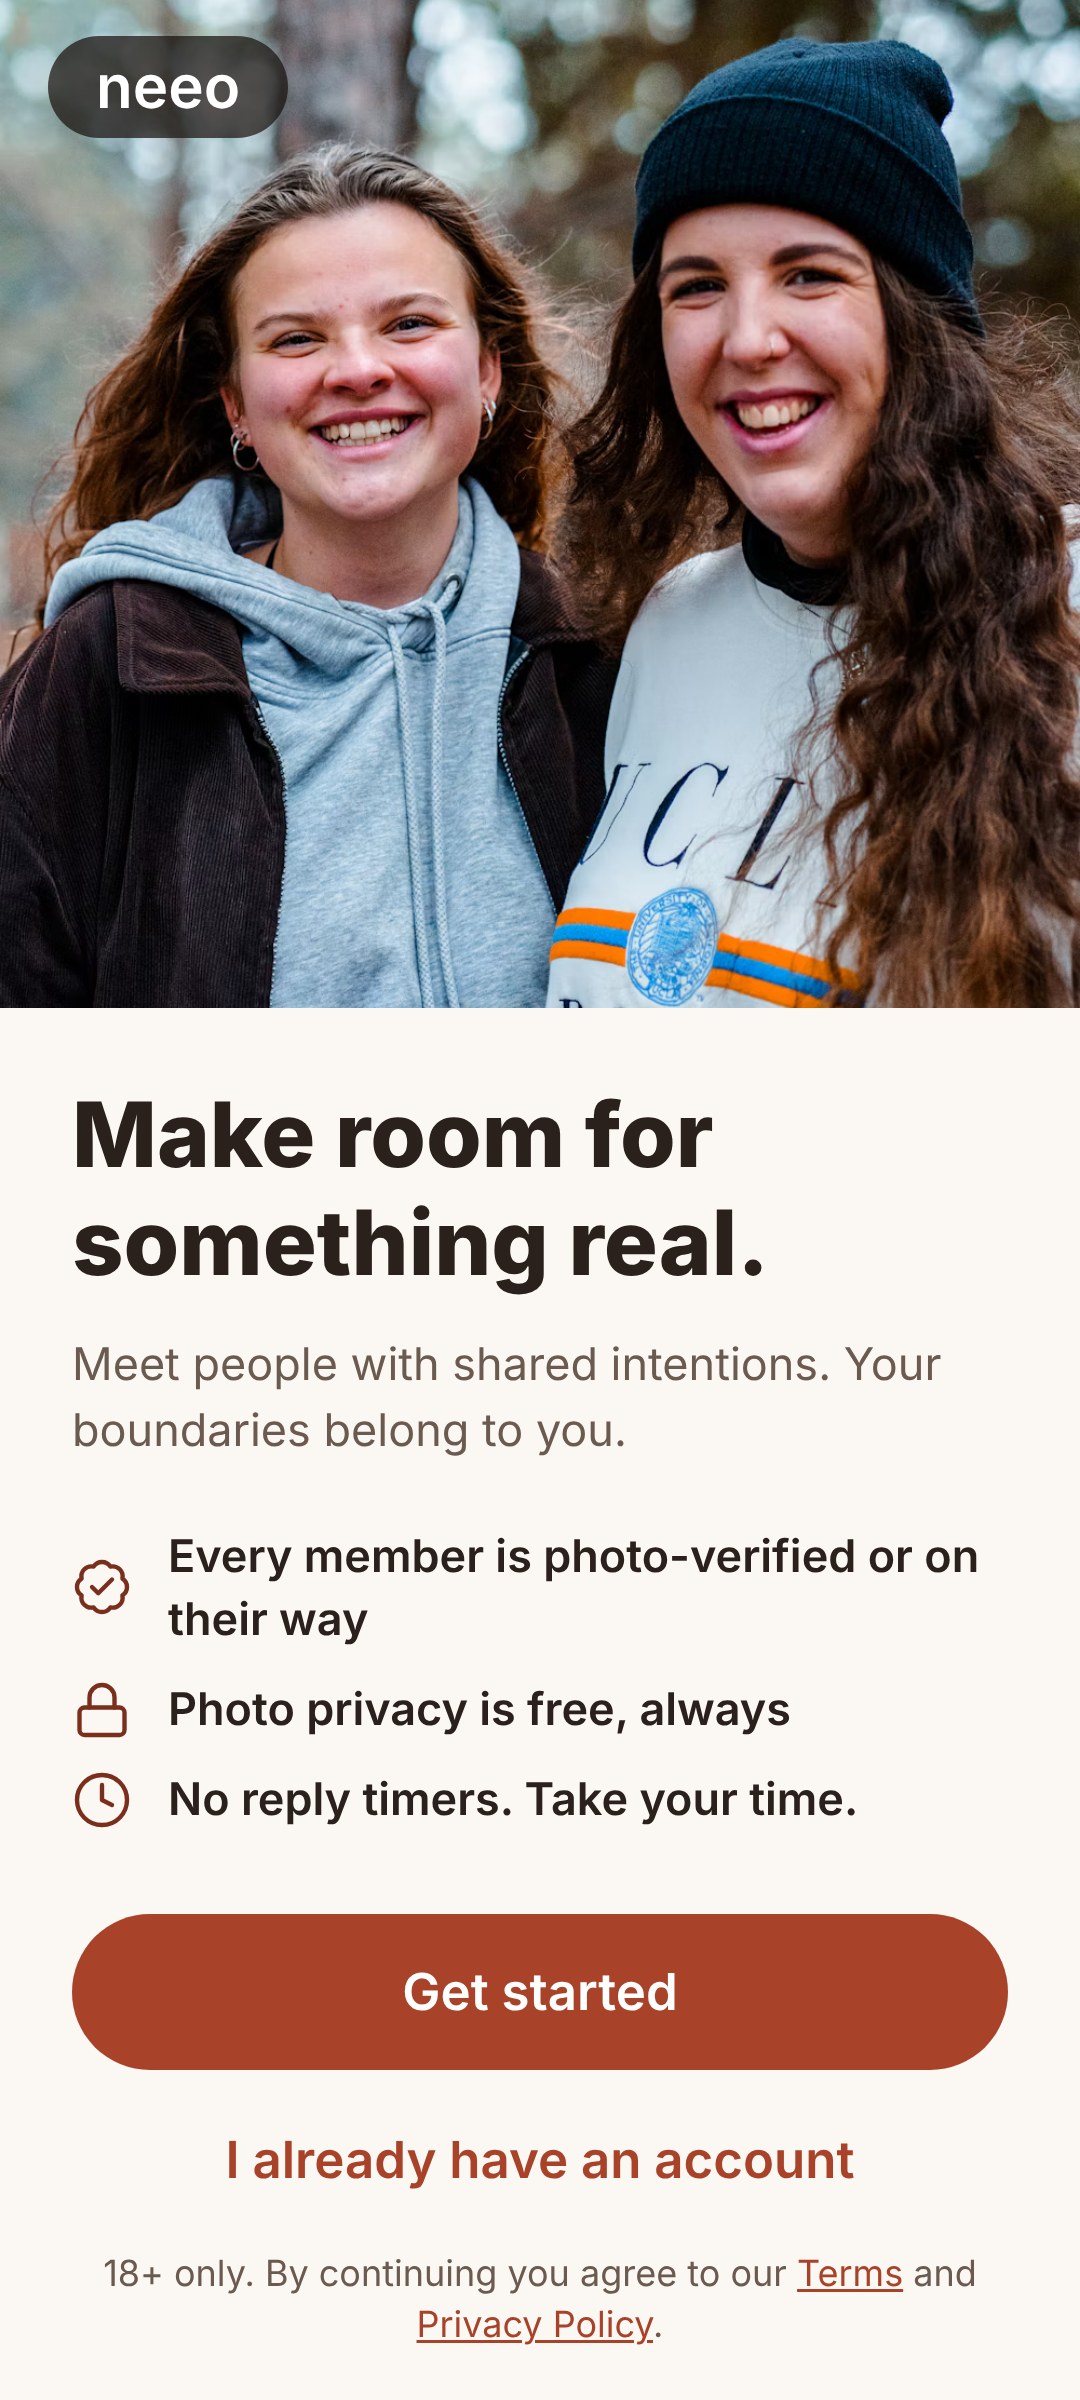 neeo
UCL
Make room for
something real.
Meet people with shared intentions. Your
boundaries belong to you.
Every member is photo-verified or on
their way
Photo privacy is free, always
No reply timers. Take your time.
Get started
I already have an account
18+ only. By continuing you agree to our Terms and
Privacy Policy.